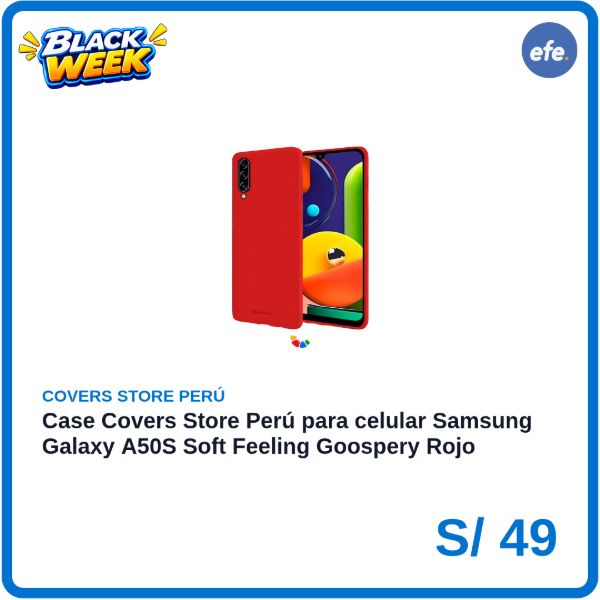 BLACK
WEEK
efe.
COVERS STORE PERÚ
Case Covers Store Perú para celular Samsung
Galaxy A50S Soft Feeling Goospery Rojo
S/ 49